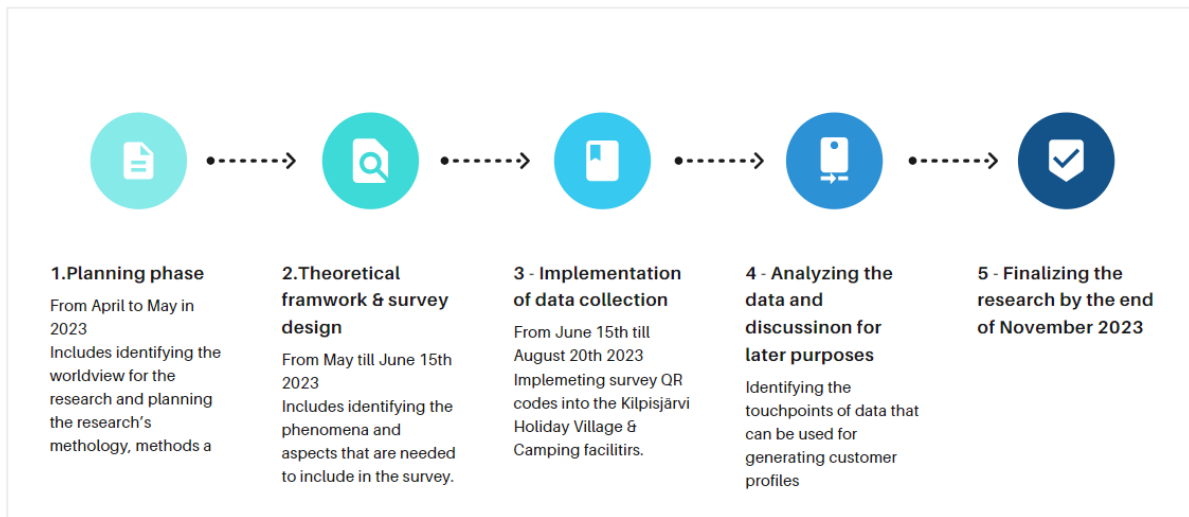 1.Planning phase
From April to May in
2023
Includes identifying the
worldview for the
research and planning
the research's
methology, methods a
2.Theoretical
framwork & survey
design
From May till June 15th
2023
Includes identifying the
phenomena and
aspects that are needed
to include in the survey.
3 - Implementation
of data collection
From June 15th till
August 20th 2023
Implemeting survey QR
codes into the Kilpisjärvi
Holiday Village &
Camping facilitirs.
4 - Analyzing the
data and
discussinon for
later purposes
Identifying the
touchpoints of data that
can be used for
generating customer
profiles
5 - Finalizing the
research by the end
of November 2023